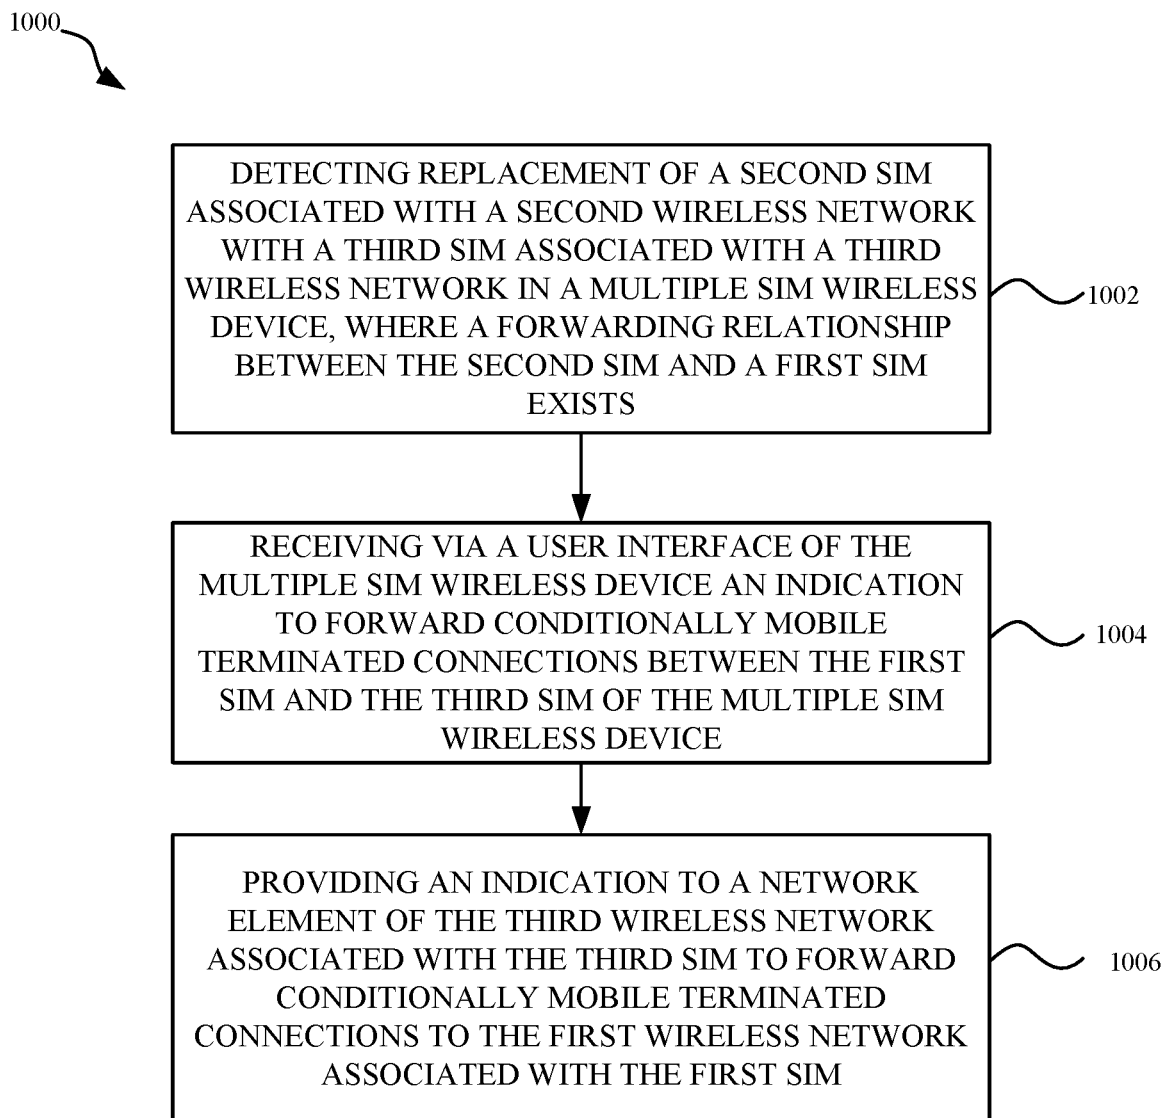 1000
DETECTING REPLACEMENT OF A SECOND SIM
ASSOCIATED WITH A SECOND WIRELESS NETWORK
WITH A THIRD SIM ASSOCIATED WITH A THIRD
WIRELESS NETWORK IN A MULTIPLE SIM WIRELESS
DEVICE, WHERE A FORWARDING RELATIONSHIP
BETWEEN THE SECOND SIM AND A FIRST SIM
EXISTS
1002
RECEIVING VIA A USER INTERFACE OF THE
MULTIPLE SIM WIRELESS DEVICE AN INDICATION
TO FORWARD CONDITIONALLY MOBILE
TERMINATED CONNECTIONS BETWEEN THE FIRST
SIM AND THE THIRD SIM OF THE MULTIPLE SIM
WIRELESS DEVICE
1004
PROVIDING AN INDICATION TO A NETWORK
ELEMENT OF THE THIRD WIRELESS NETWORK
ASSOCIATED WITH THE THIRD SIM TO FORWARD
CONDITIONALLY MOBILE TERMINATED
CONNECTIONS TO THE FIRST WIRELESS NETWORK
ASSOCIATED WITH THE FIRST SIM
1006